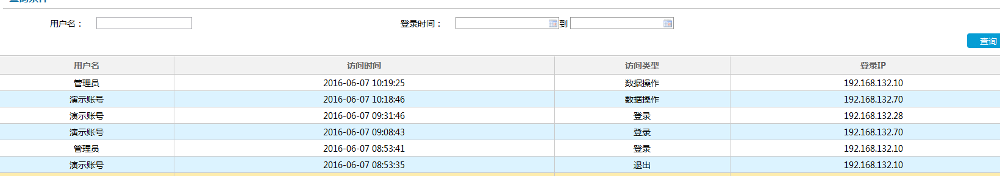 查询条件
用户名： 登录时间： 到
查询
用户名 访问时间 访问类型 登录IP
管理员 2016-06-07 10:19:25 数据操作 192.168.132.10
演示账号 2016-06-07 10:18:46 数据操作 192.168.132.70
演示账号 2016-06-07 09:31:46 登录 192.168.132.28
演示账号 2016-06-07 09:08:43 登录 192.168.132.70
管理员 2016-06-07 08:53:41 登录 192.168.132.10
演示账号 2016-06-07 08:53:35 退出 192.168.132.10